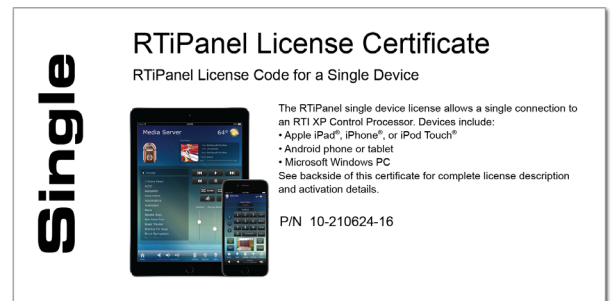 Single
RTiPanel License Certificate
RTiPanel License Code for a Single Device
The RTiPanel single device license allows a single connection to
an RTI XP Control Processor. Devices include:
• Apple iPad®, iPhone®, or iPod Touch®
• Android phone or tablet
• Microsoft Windows PC
See backside of this certificate for complete license description
and activation details.
P/N 10-210624-16
Media Server 64°